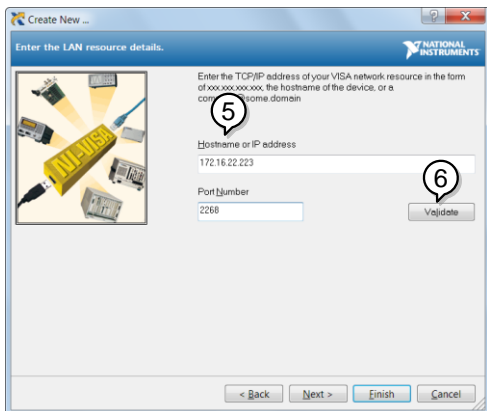 Create New ...
Enter the LAN resource details.
NATIONAL
INSTRUMENTS
Enter the TCP/IP address of your VISA network resource in the form
of xxx.xxx.xxx.xxx, the hostname of the device, or a
some.domain
5
Hostname or IP address
172.16.22.223
6
Port Number
2268
Validate
NI-VISA
< Back
Next >
Finish
Cancel